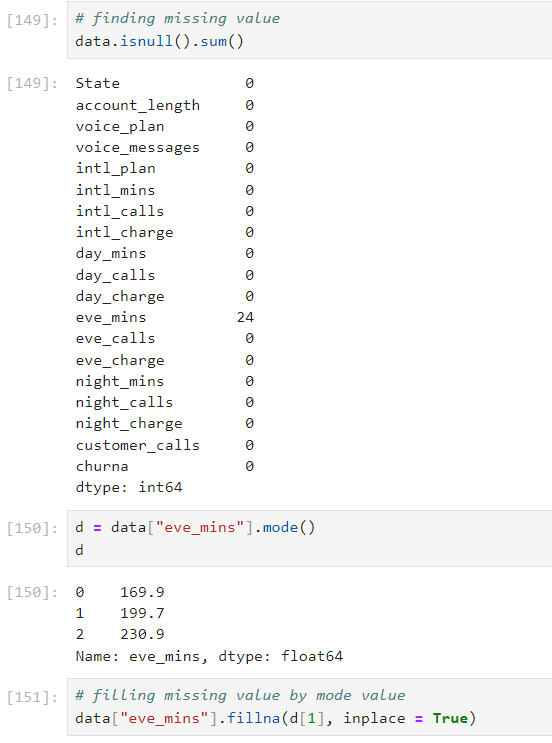 [149]: # finding missing value
data.isnull().sum()
[149]: State 0
account_length 0
voice_plan 0
voice_messages 0
intl_plan 0
intl_mins 0
intl_calls 0
intl_charge 0
day_mins 0
day_calls 0
day_charge 0
eve_mins 24
eve_calls 0
eve_charge 0
night_mins 0
night_calls 0
night_charge 0
customer_calls 0
churna 0
dtype: int64
[150]: d = data["eve_mins"].mode()
d
[150]: 0 169.9
1 199.7
2 230.9
Name: eve_mins, dtype: float64
[151]: # filling missing value by mode value
data["eve_mins"].fillna(d[1], inplace = True)